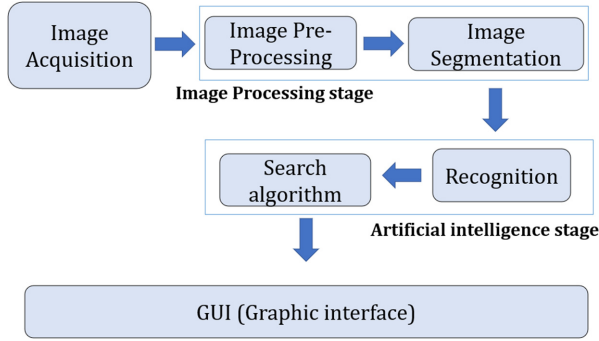 Image
Acquisition
Image Pre-
Processing
Image
Segmentation
Image Processing stage
Search
algorithm
Recognition
Artificial intelligence stage
GUI (Graphic interface)